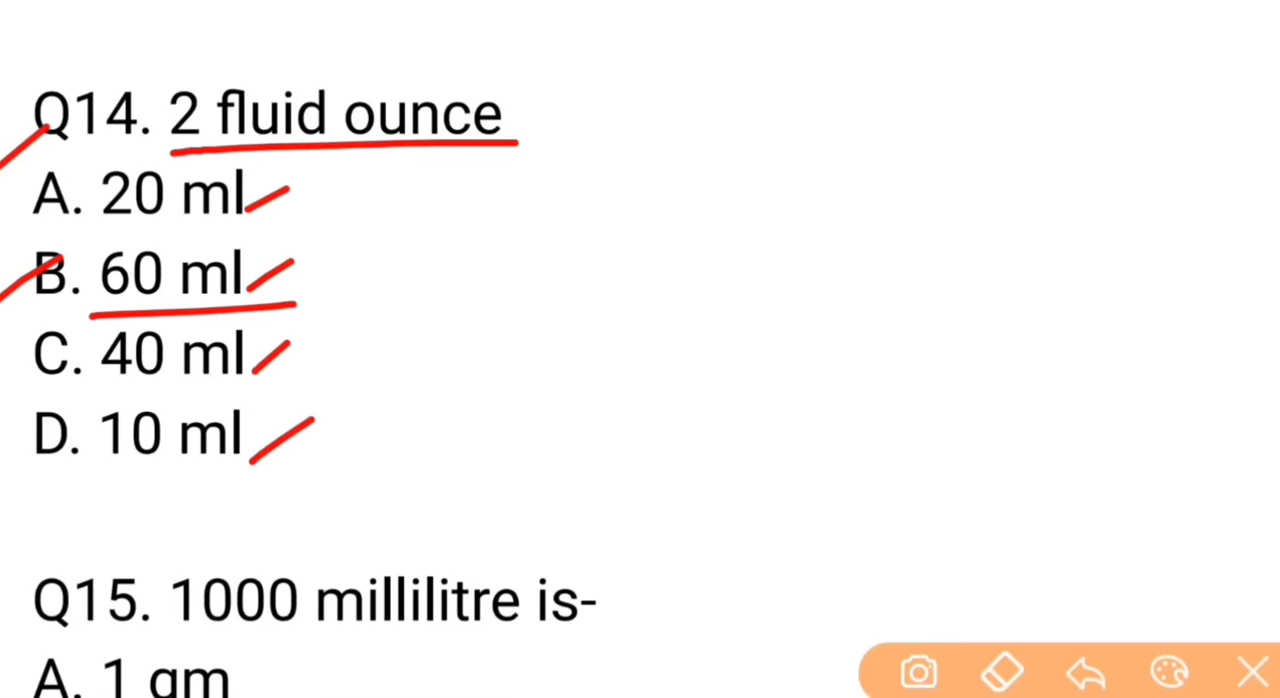 Q14. 2 fluid ounce
A. 20 ml
B. 60 ml
C. 40 ml
D. 10 ml
Q15. 1000 millilitre is-
A. 1 gm